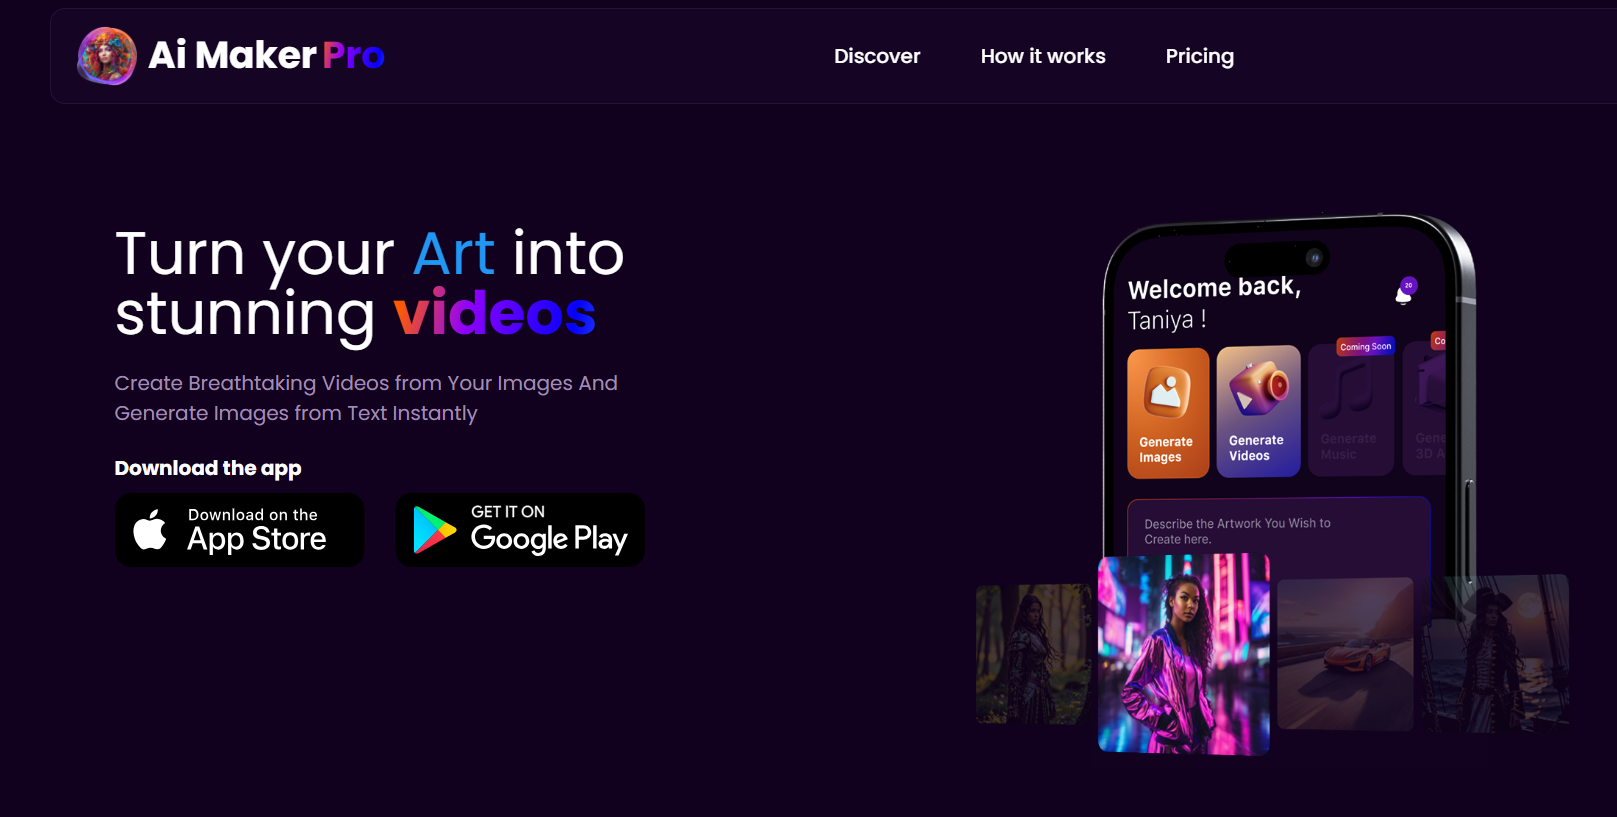 Ai Maker Pro
Discover
How it works
Pricing
Turn your Art into
stunning videos
Create Breathtaking Videos from Your Images And
Generate Images from Text Instantly
Download the app
Download on the
App Store
GET IT ON
Google Play
Welcome back,
20
Taniya !
Coming Soon
Co
Generate
Images
Generate
Videos
Generate
Music
Gene
3D A
Describe the Artwork You Wish to
Create here.